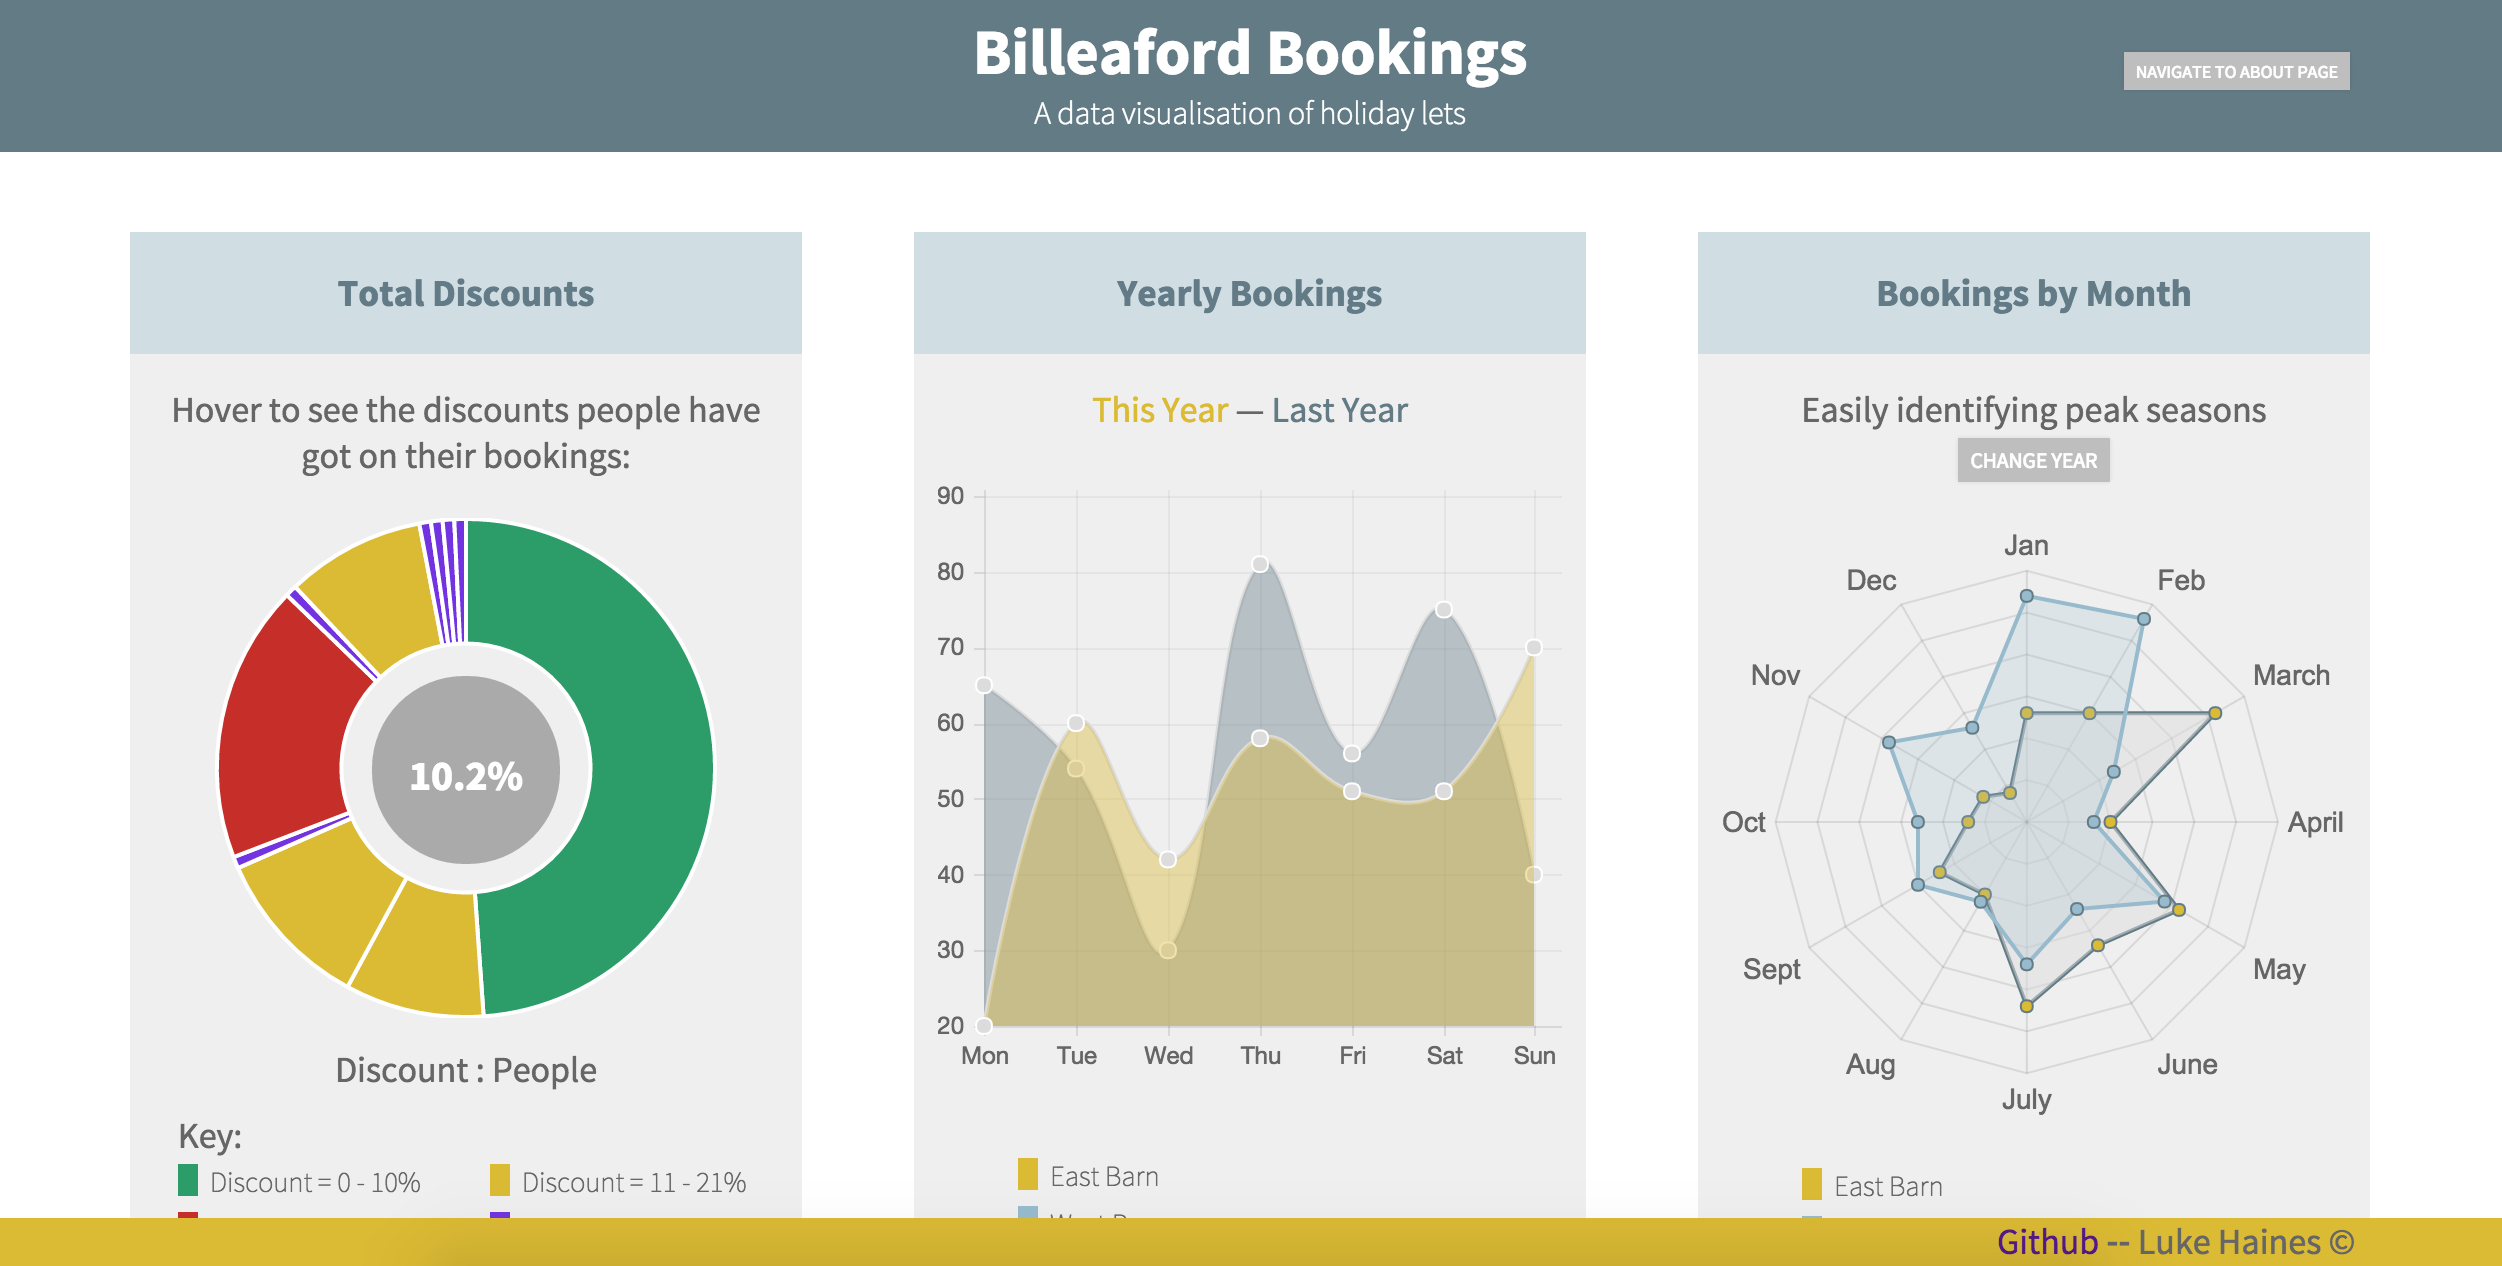 Billeaford Bookings
A data visualisation of holiday lets
NAVIGATE TO ABOUT PAGE
Total Discounts
Hover to see the discounts people have
got on their bookings:
10.2%
Discount : People
Key:
Discount = 0 - 10%
Discount = 11 - 21%
Yearly Bookings
This Year — Last Year
90
80
70
60
50
40
30
20
Mon Tue Wed Thu Fri Sat Sun
East Barn
Bookings by Month
Easily identifying peak seasons
CHANGE YEAR
Jan
Feb
March
April
May
June
July
Aug
Sept
Oct
Nov
Dec
East Barn
Github -- Luke Haines ©